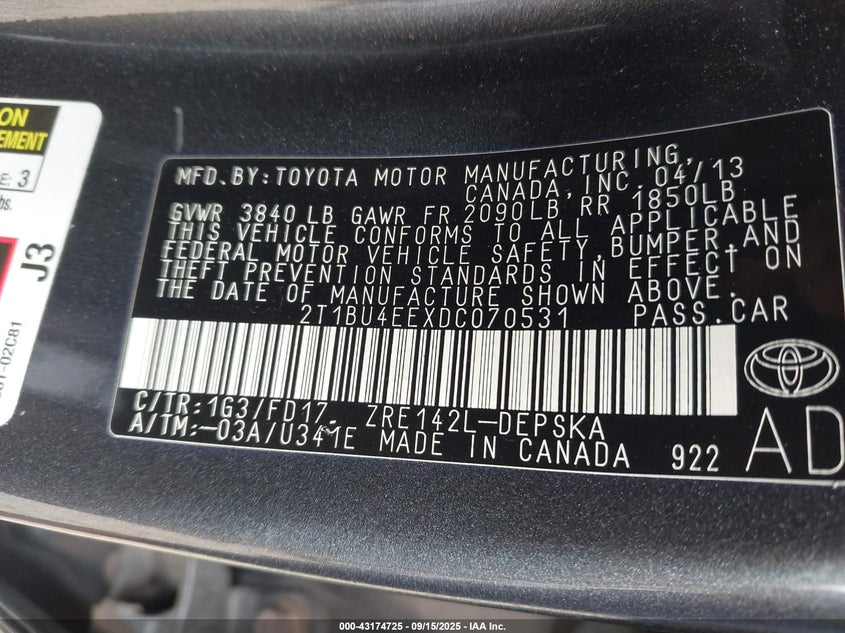 ON
EMENT
E: 3
bs.
J3
MFD.BY:TOYOTA MOTOR MANUFACTURING,
CANADA,INC. 04/13
GVWR 3840 LB GAWR FR 2090LB RR 1850LB
THIS VEHICLE CONFORMS TO ALL APPLICABLE
FEDERAL MOTOR VEHICLE SAFETY,BUMPER,AND
THEFT PREVENTION STANDARDS IN EFFECT ON
THE DATE OF MANUFACTURE SHOWN ABOVE.
2T1BU4EEXDC070531 PASS.CAR
C/TR:1G3/FD17 ZRE142L-DEPSKA
A/TM:-03A/U341E MADE IN CANADA 922
AD
000-43174725 - 09/15/2025 - IAA Inc.